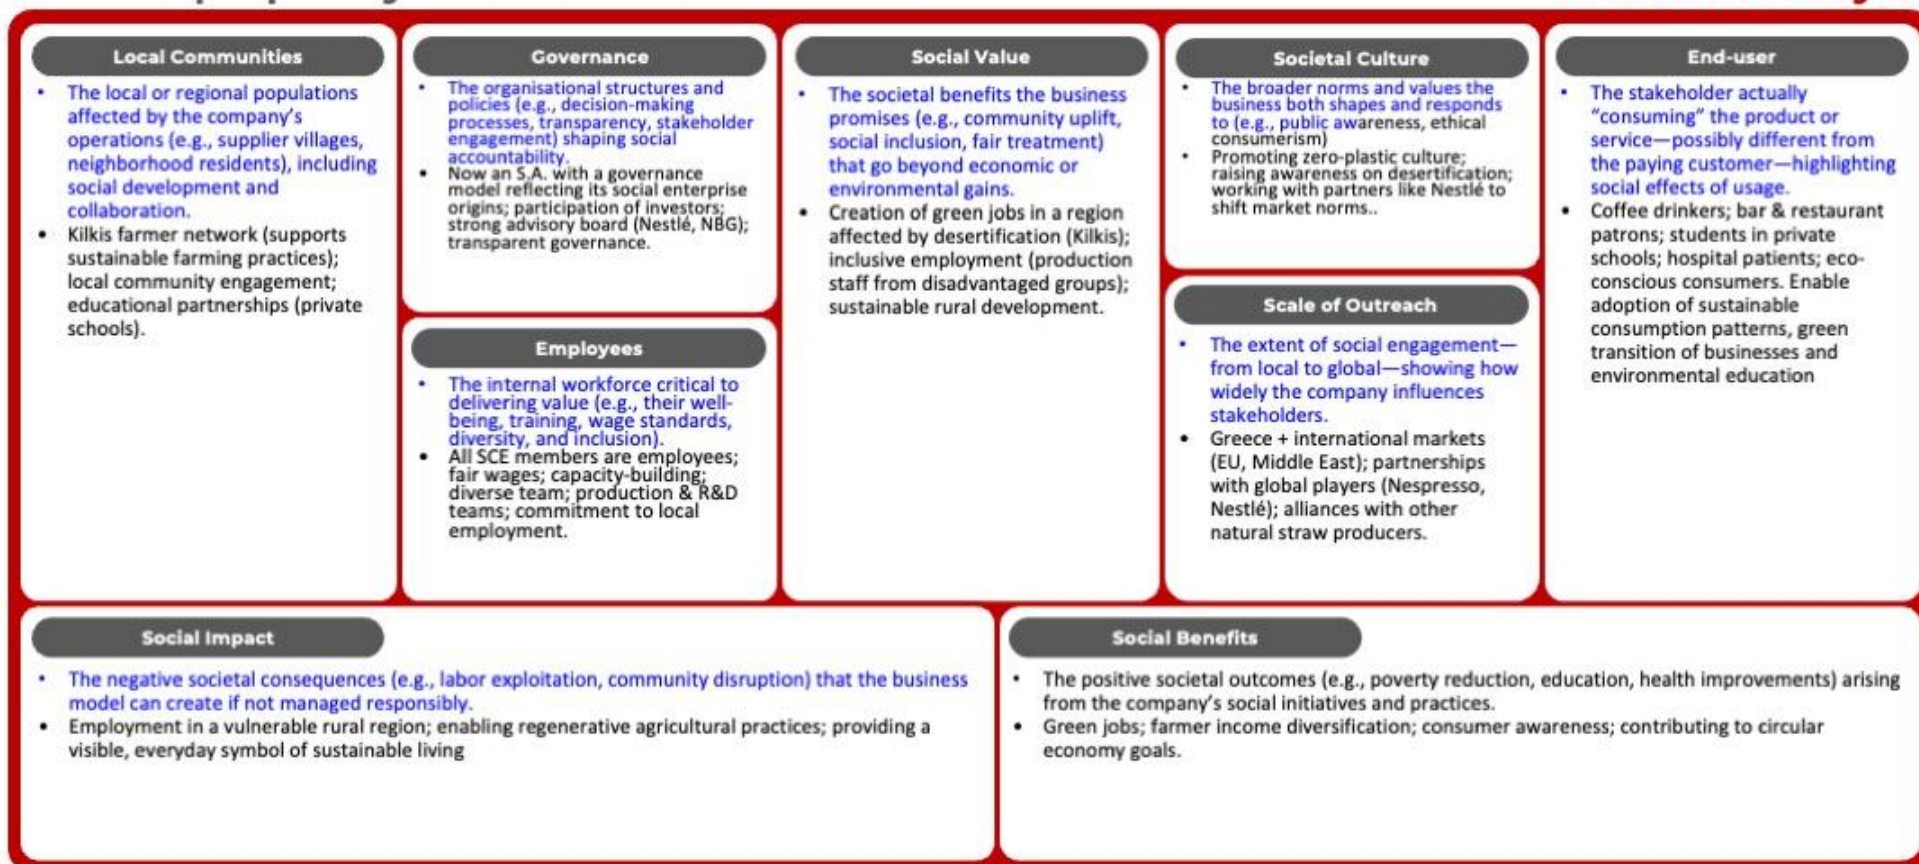 Local Communities
• The local or regional populations
affected by the company's
operations (e.g., supplier villages,
neighborhood residents), including
social development and
collaboration.
• Kilkis farmer network (supports
sustainable farming practices);
local community engagement;
educational partnerships (private
schools).
Governance
• The organisational structures and
policies (e.g., decision-making
processes, transparency, stakeholder
engagement) shaping social
accountability.
• Now an S.A. with a governance
model reflecting its social enterprise
origins; participation of investors;
strong advisory board (Nestlé, NBG);
transparent governance.
Employees
• The internal workforce critical to
delivering value (e.g., their well-
being, training, wage standards,
diversity, and inclusion).
• All SCE members are employees;
fair wages; capacity-building;
diverse team; production & R&D
teams; commitment to local
employment.
Social Value
• The societal benefits the business
promises (e.g., community uplift,
social inclusion, fair treatment)
that go beyond economic or
environmental gains.
• Creation of green jobs in a region
affected by desertification (Kilkis);
inclusive employment (production
staff from disadvantaged groups);
sustainable rural development.
Societal Culture
• The broader norms and values the
business both shapes and responds
to (e.g., public awareness, ethical
consumerism)
• Promoting zero-plastic culture;
raising awareness on desertification;
working with partners like Nestlé to
shift market norms..
Scale of Outreach
• The extent of social engagement—
from local to global—showing how
widely the company influences
stakeholders.
• Greece + international markets
(EU, Middle East); partnerships
with global players (Nespresso,
Nestlé); alliances with other
natural straw producers.
End-user
• The stakeholder actually
“consuming” the product or
service—possibly different from
the paying customer—highlighting
social effects of usage.
• Coffee drinkers; bar & restaurant
patrons; students in private
schools; hospital patients; eco-
conscious consumers. Enable
adoption of sustainable
consumption patterns, green
transition of businesses and
environmental education
Social Impact
• The negative societal consequences (e.g., labor exploitation, community disruption) that the business
model can create if not managed responsibly.
• Employment in a vulnerable rural region; enabling regenerative agricultural practices; providing a
visible, everyday symbol of sustainable living
Social Benefits
• The positive societal outcomes (e.g., poverty reduction, education, health improvements) arising
from the company's social initiatives and practices.
• Green jobs; farmer income diversification; consumer awareness; contributing to circular
economy goals.